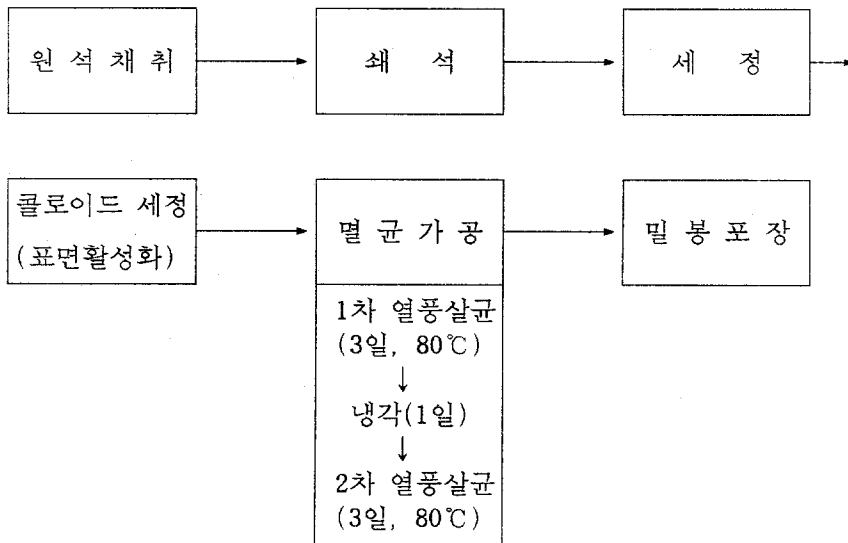 원 석 채 취
쇄 석
세 정
콜로이드 세정
(표면활성화)
멸 균 가 공
밀 봉 포 장
1차 열풍살균
(3일, 80℃)
냉각(1일)
2차 열풍살균
(3일, 80℃)